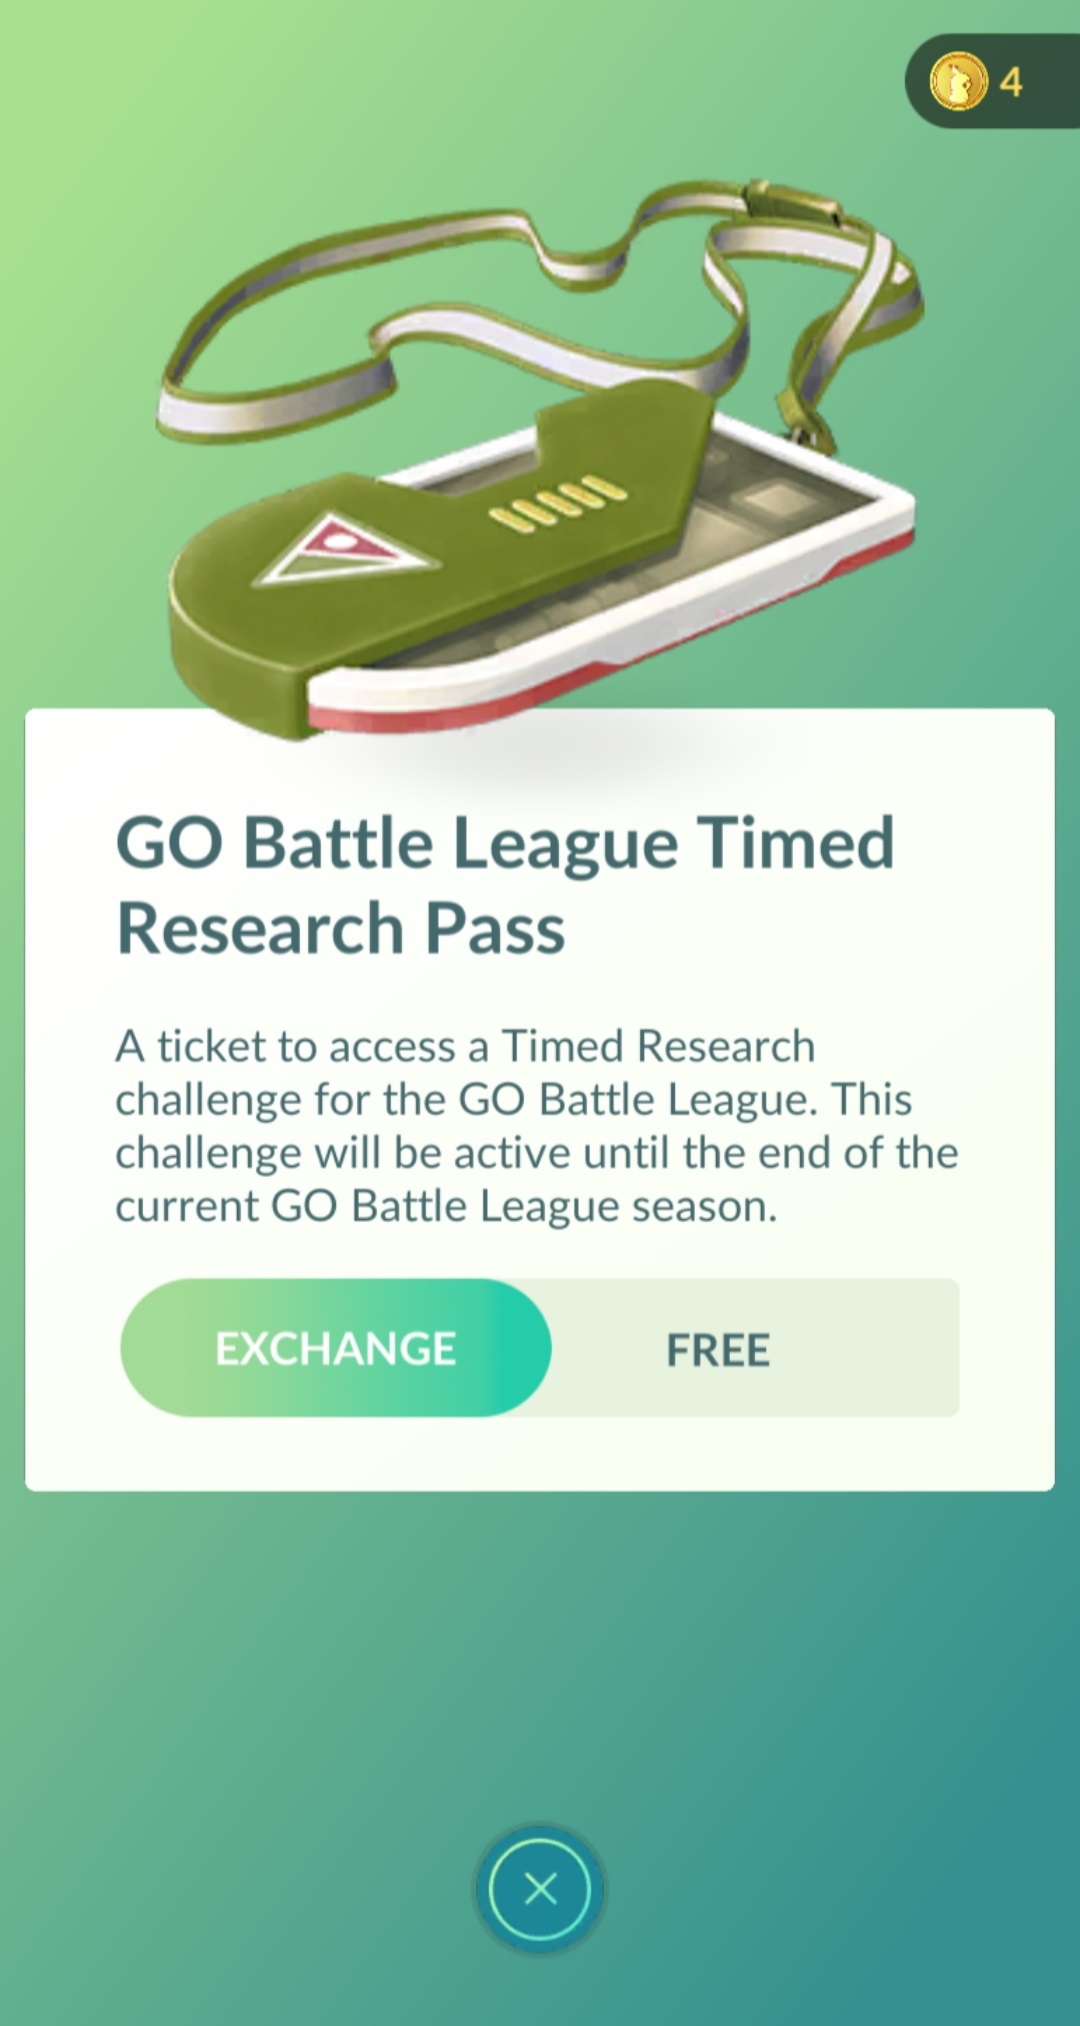 4
GO Battle League Timed
Research Pass
A ticket to access a Timed Research
challenge for the GO Battle League. This
challenge will be active until the end of the
current GO Battle League season.
EXCHANGE FREE